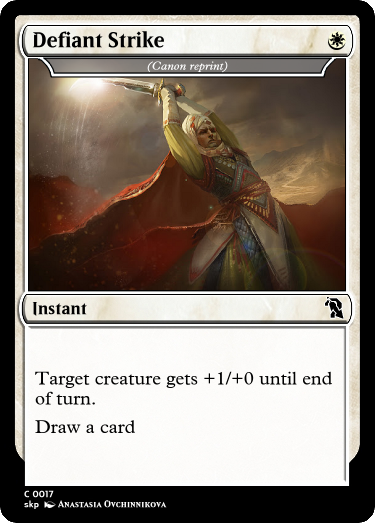 Defiant Strike
(Canon reprint)
Instant
Target creature gets +1/+0 until end
of turn.
Draw a card
C 0017
skp Anastasia Ovchinnikova